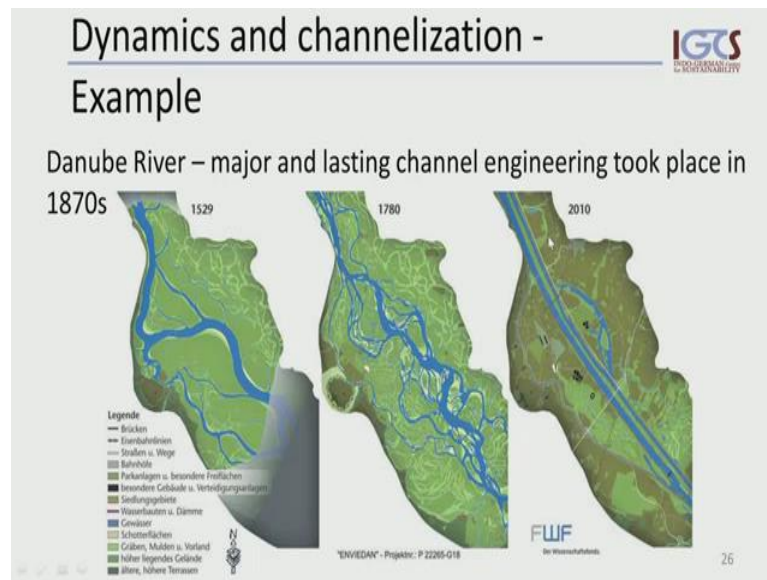 Dynamics and channelization -
Example
IGCS
INDO-GERMAN Centre
for SUSTAINABILITY
Danube River – major and lasting channel engineering took place in
1870s
1529
1780
2010
Legende
Brücken
Eisenbahnlinien
Straßen u. Wege
Bahnhöfe
Parkanlagen u. besondere Freiflächen
besondere Gebäude u. Verteidigungsanlagen
Siedlungsgebiete
Wasserbauten u. Dämme
Gewässer
Schotterflächen
Gräben, Mulden u. Vorland
höher liegendes Gelände
ältere, höhere Terrassen
N
"ENVIEDAN" - Projektnr.: P 22265-G18
FWF
Der Wissenschaftsfonds.
26